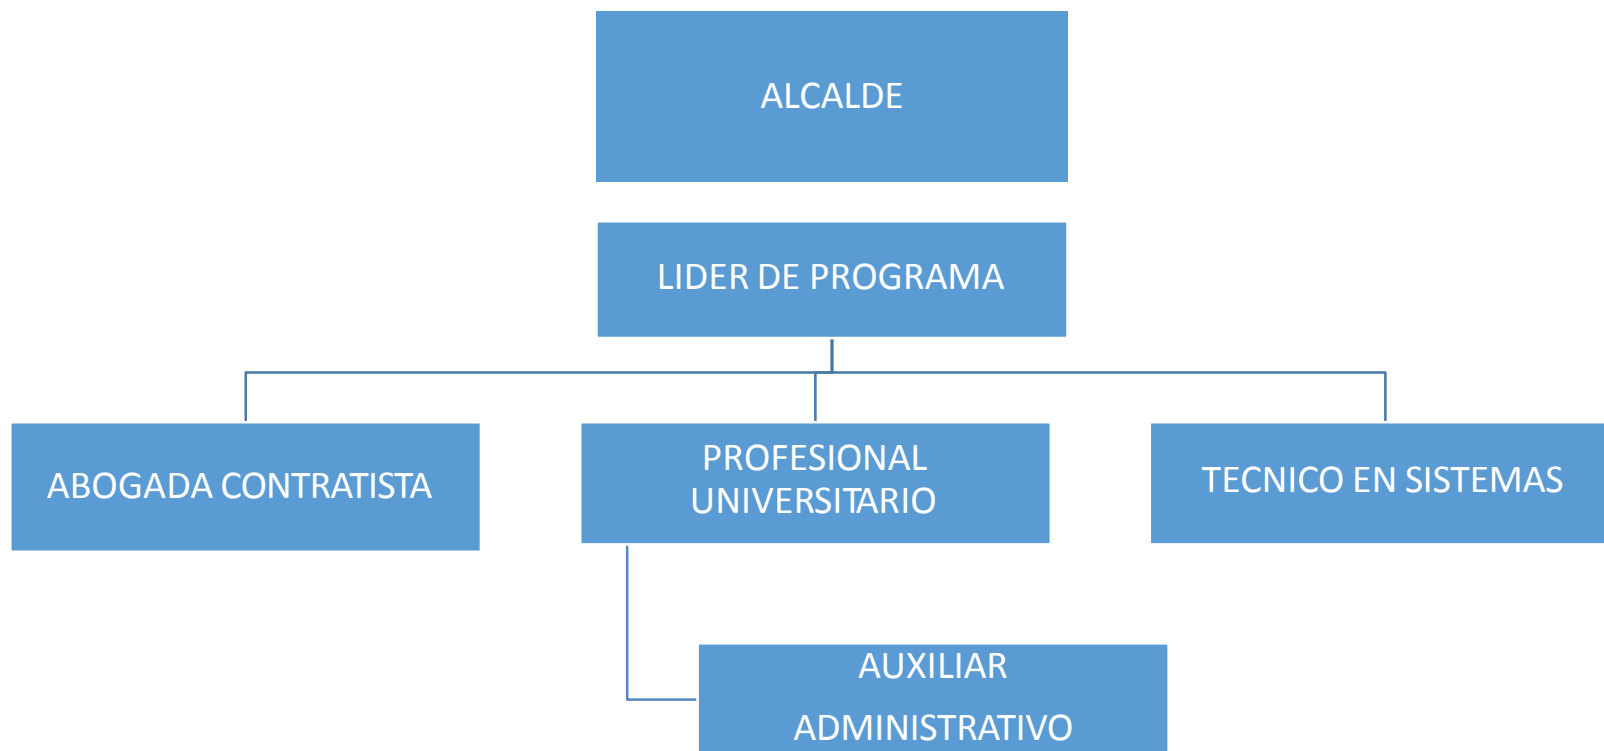 ALCALDE
LIDER DE PROGRAMA
ABOGADA CONTRATISTA
PROFESIONAL
UNIVERSITARIO
TECNICO EN SISTEMAS
AUXILIAR
ADMINISTRATIVO